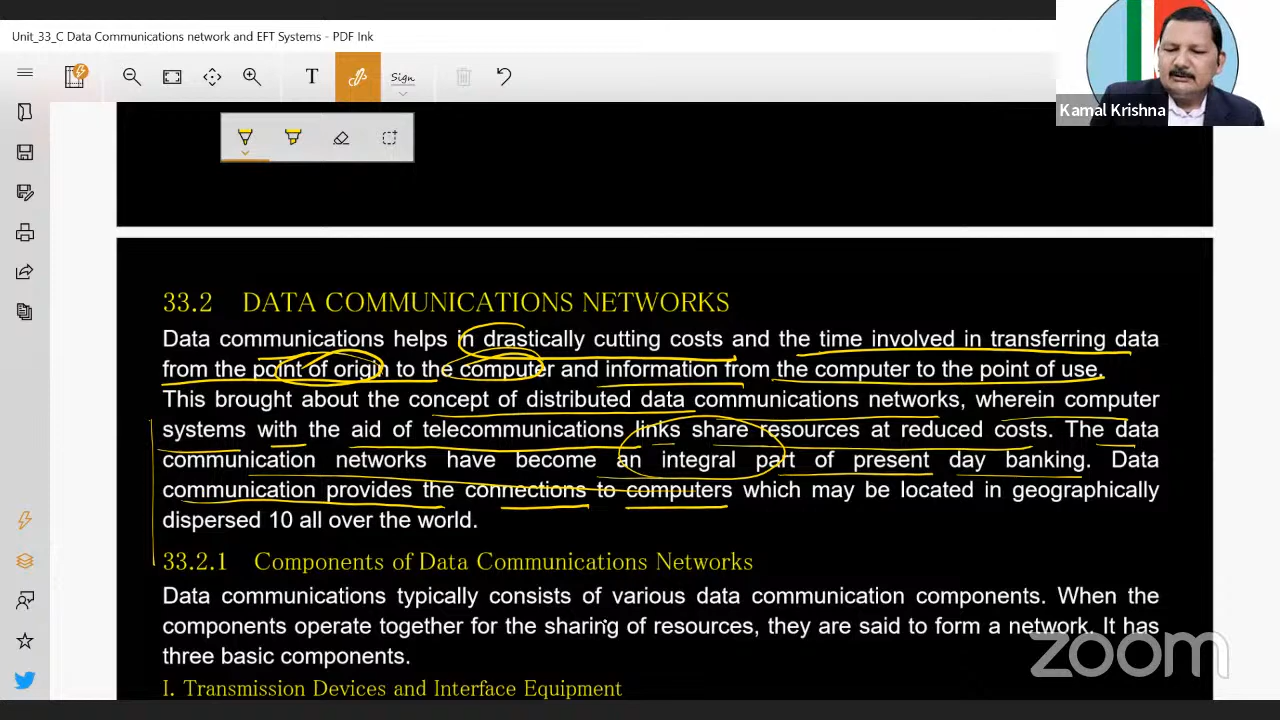 Unit_33_C Data Communications network and EFT Systems - PDF Ink
T
Sign
Kamal Krishna
33.2 DATA COMMUNICATIONS NETWORKS
Data communications helps in drastically cutting costs and the time involved in transferring data
from the point of origin to the computer and information from the computer to the point of use.
This brought about the concept of distributed data communications networks, wherein computer
systems with the aid of telecommunications links share resources at reduced costs. The data
communication networks have become an integral part of present day banking. Data
communication provides the connections to computers which may be located in geographically
dispersed 10 all over the world.
33.2.1 Components of Data Communications Networks
Data communications typically consists of various data communication components. When the
components operate together for the sharing of resources, they are said to form a network. It has
three basic components.
I. Transmission Devices and Interface Equipment
zoom